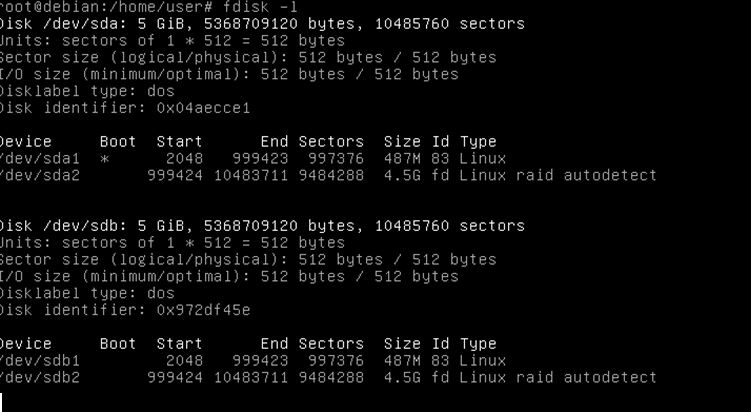 root@debian:/home/user# fdisk -l
Disk /dev/sda: 5 GiB, 5368709120 bytes, 10485760 sectors
Units: sectors of 1 * 512 = 512 bytes
Sector size (logical/physical): 512 bytes / 512 bytes
I/O size (minimum/optimal): 512 bytes / 512 bytes
Disklabel type: dos
Disk identifier: 0x04aecce1
Device     Boot  Start      End Sectors  Size Id Type
/dev/sda1  *      2048   999423  997376  487M 83 Linux
/dev/sda2       999424 10483711 9484288  4.5G fd Linux raid autodetect
Disk /dev/sdb: 5 GiB, 5368709120 bytes, 10485760 sectors
Units: sectors of 1 * 512 = 512 bytes
Sector size (logical/physical): 512 bytes / 512 bytes
I/O size (minimum/optimal): 512 bytes / 512 bytes
Disklabel type: dos
Disk identifier: 0x972df45e
Device     Boot  Start      End Sectors  Size Id Type
/dev/sdb1         2048   999423  997376  487M 83 Linux
/dev/sdb2       999424 10483711 9484288  4.5G fd Linux raid autodetect